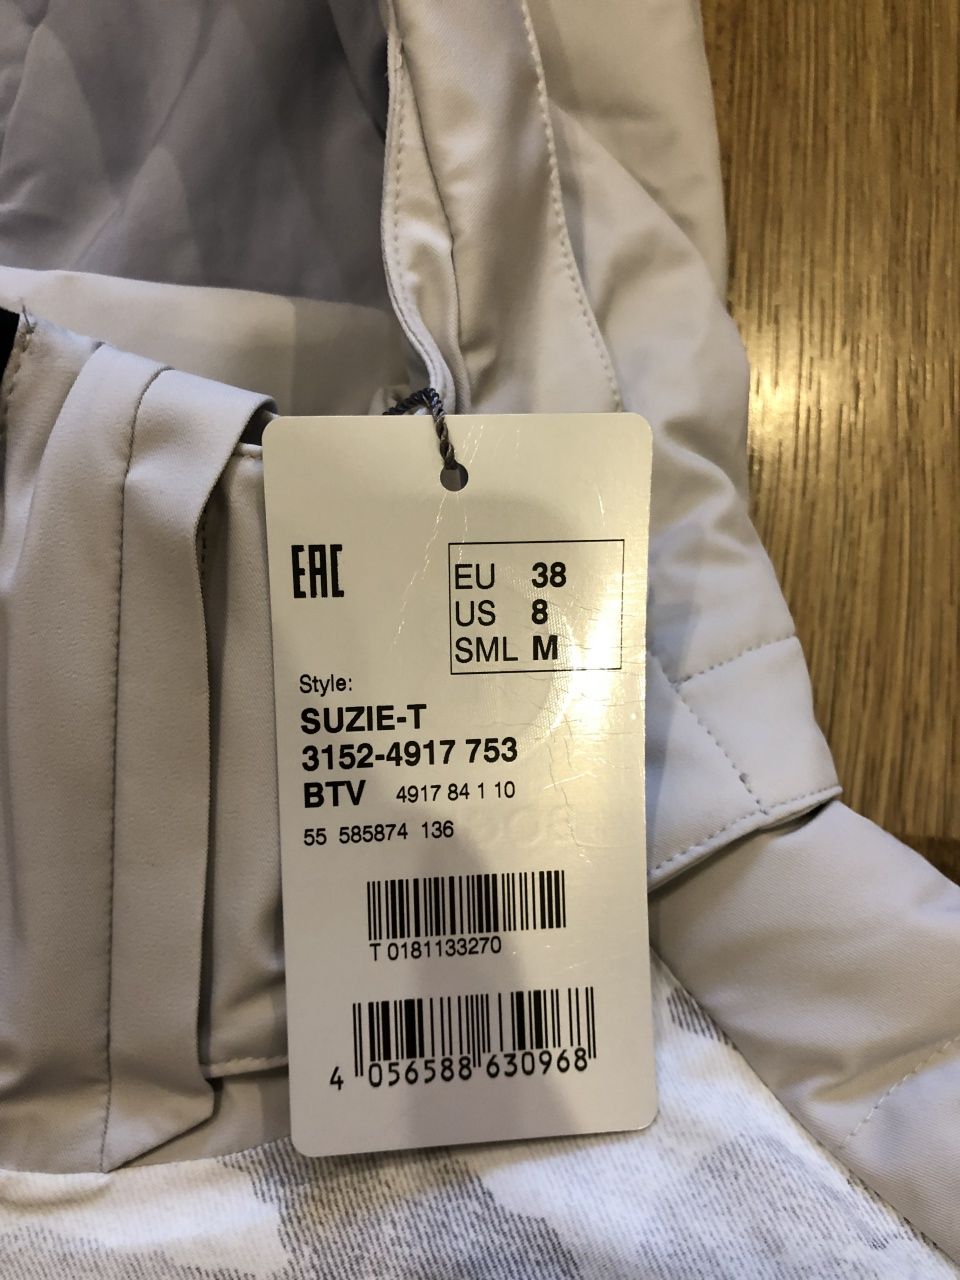 EAC
EU 38
US 8
SML M
Style:
SUZIE-T
3152-4917 753
BTV 4917 84 1 10
55 585874 136
T 0181133270
4 056588 630968